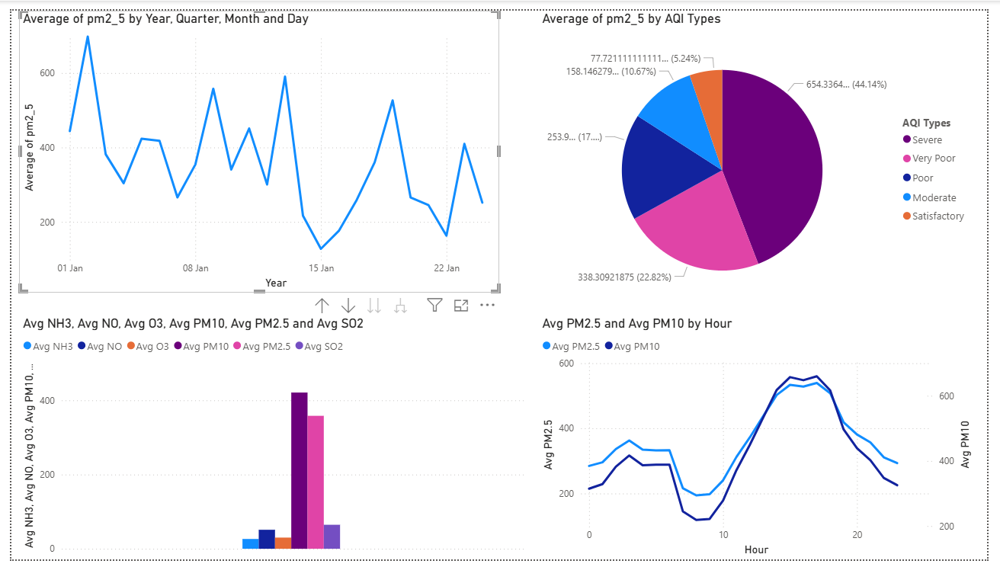 Average of pm2_5 by Year, Quarter, Month and Day
Average of pm2_5
600
400
200
01 Jan
08 Jan
15 Jan
22 Jan
Year
Average of pm2_5 by AQI Types
77.721111111111... (5.24%)
158.146279... (10.67%)
654.3364... (44.14%)
253.9... (17....)
338.30921875 (22.82%)
AQI Types
Severe
Very Poor
Poor
Moderate
Satisfactory
Avg NH3, Avg NO, Avg O3, Avg PM10, Avg PM2.5 and Avg SO2
Avg NH3 Avg NO Avg O3 Avg PM10 Avg PM2.5 Avg SO2
Avg NH3, Avg NO, Avg O3, Avg PM10, ...
400
200
0
Avg PM2.5 and Avg PM10 by Hour
Avg PM2.5 Avg PM10
Avg PM2.5
600
400
200
0
10
20
Hour
600
400
200
Avg PM10